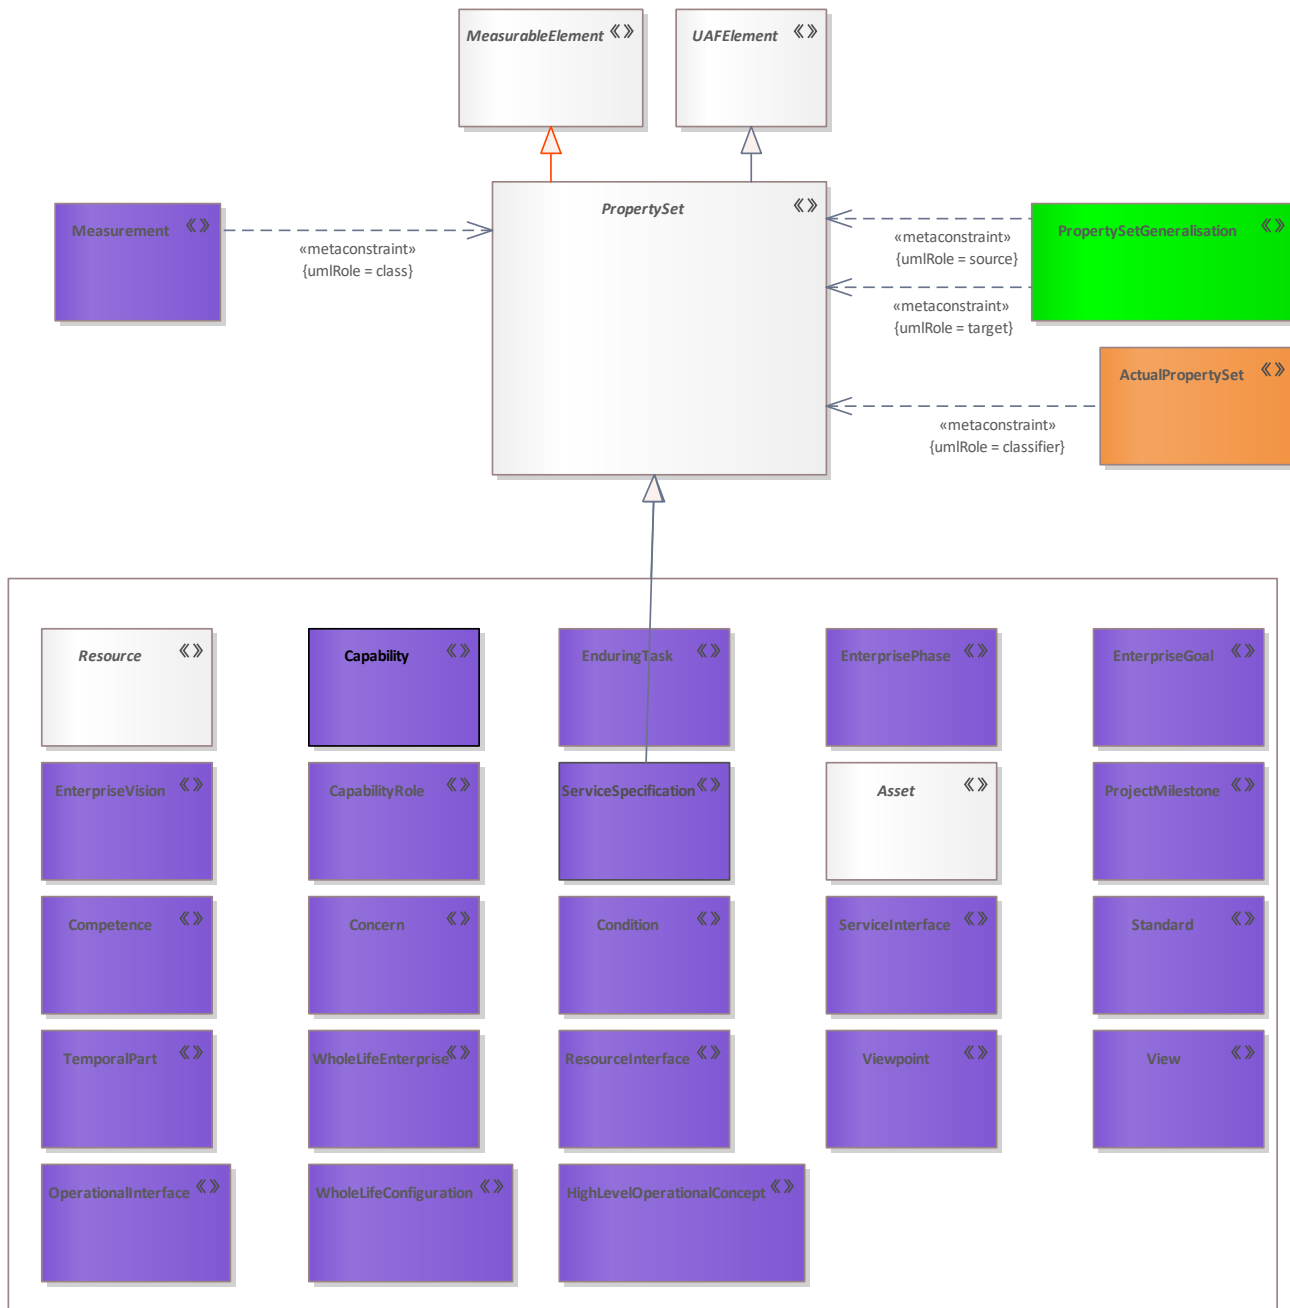 MeasurableElement «»
UAFElement «»
PropertySet «»
Measurement «»
«metaconstraint»
{umlRole = class}
«metaconstraint»
{umlRole = source}
«metaconstraint»
{umlRole = target}
PropertySetGeneralisation «»
ActualPropertySet «»
«metaconstraint»
{umlRole = classifier}
Resource «»
Capability «»
EnduringTask «»
EnterprisePhase «»
EnterpriseGoal «»
EnterpriseVision «»
CapabilityRole «»
ServiceSpecification «»
Asset «»
ProjectMilestone «»
Competence «»
Concern «»
Condition «»
ServiceInterface «»
Standard «»
TemporalPart «»
WholeLifeEnterprise «»
ResourceInterface «»
Viewpoint «»
View «»
OperationalInterface «»
WholeLifeConfiguration «»
HighLevelOperationalConcept «»